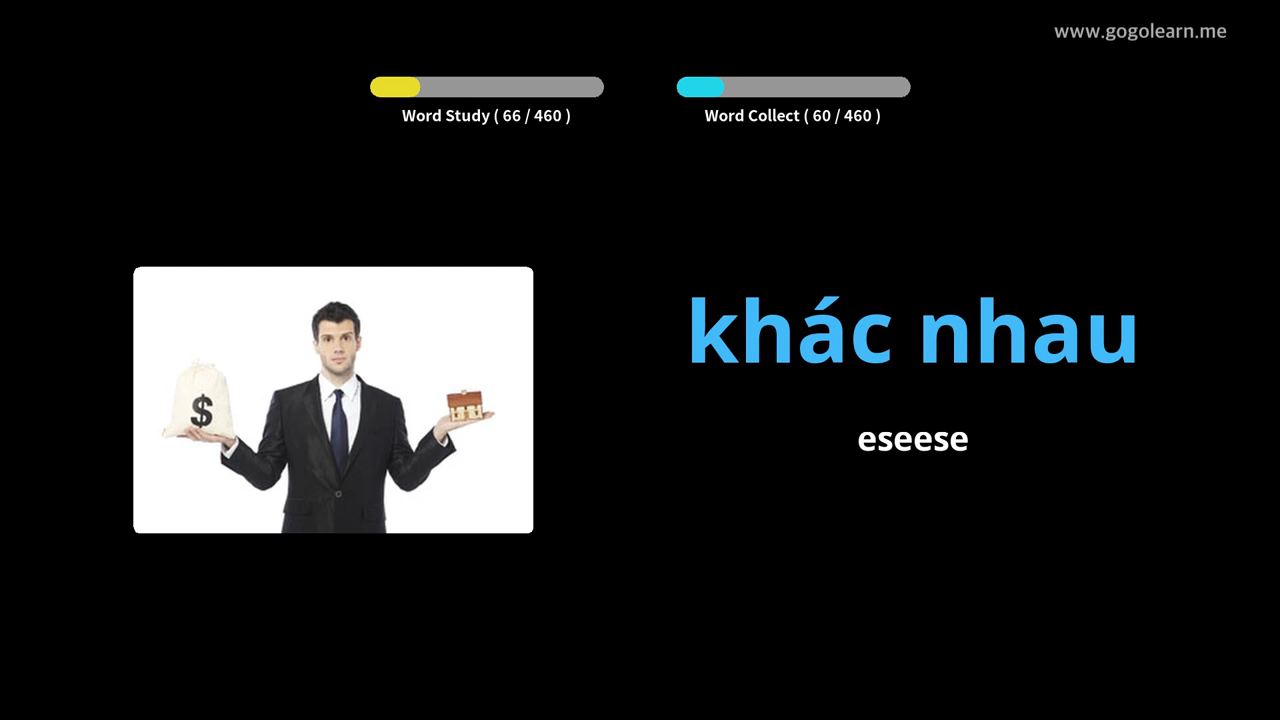 www.gogolearn.me
Word Study ( 66 / 460 )
Word Collect ( 60 / 460 )
$
khác nhau
eseese